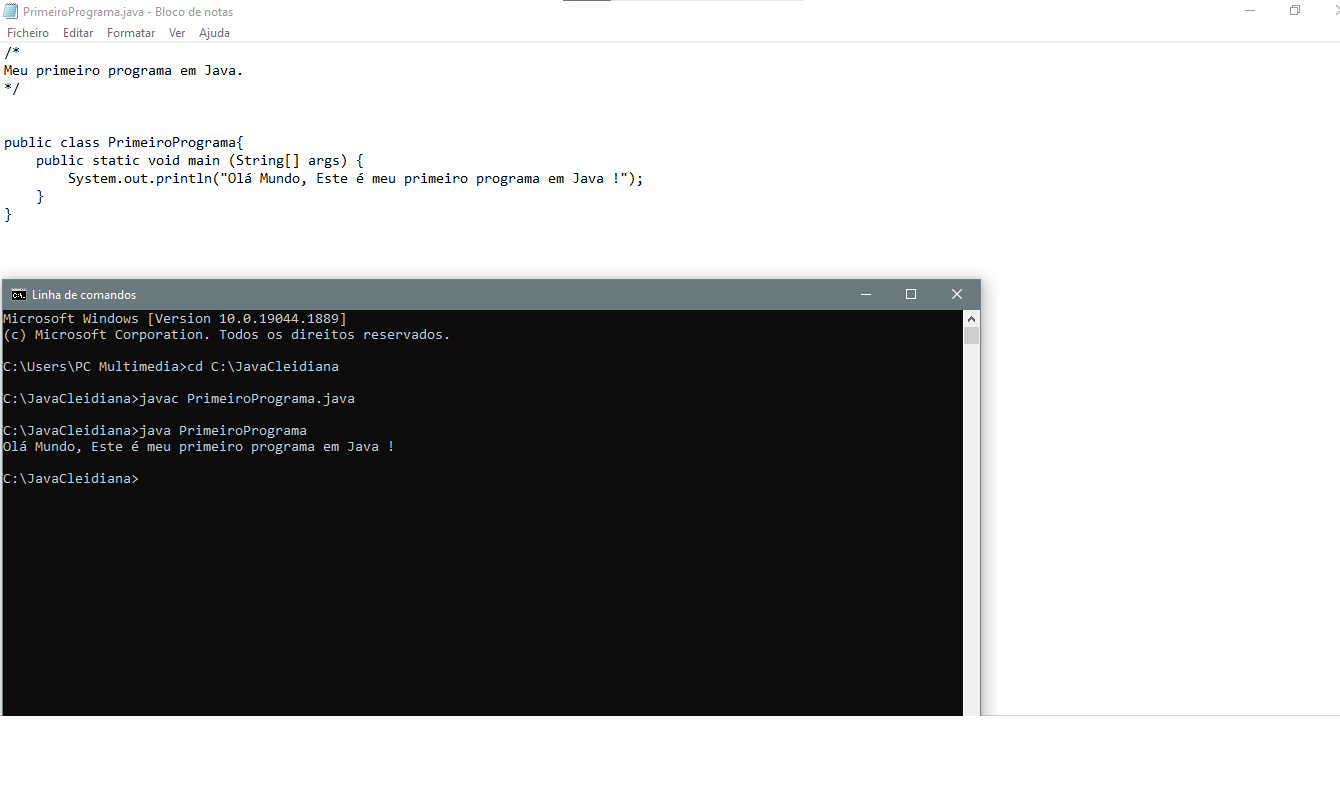 PrimeiroPrograma.java - Bloco de notas
Ficheiro Editar Formatar Ver Ajuda
/*
Meu primeiro programa em Java.
*/
public class PrimeiroPrograma{
    public static void main (String[] args) {
        System.out.println("Olá Mundo, Este é meu primeiro programa em Java !");
    }
}
Linha de comandos
Microsoft Windows [Version 10.0.19044.1889]
(c) Microsoft Corporation. Todos os direitos reservados.
C:\Users\PC Multimedia>cd C:\JavaCleidiana
C:\JavaCleidiana>javac PrimeiroPrograma.java
C:\JavaCleidiana>java PrimeiroPrograma
Olá Mundo, Este é meu primeiro programa em Java !
C:\JavaCleidiana>